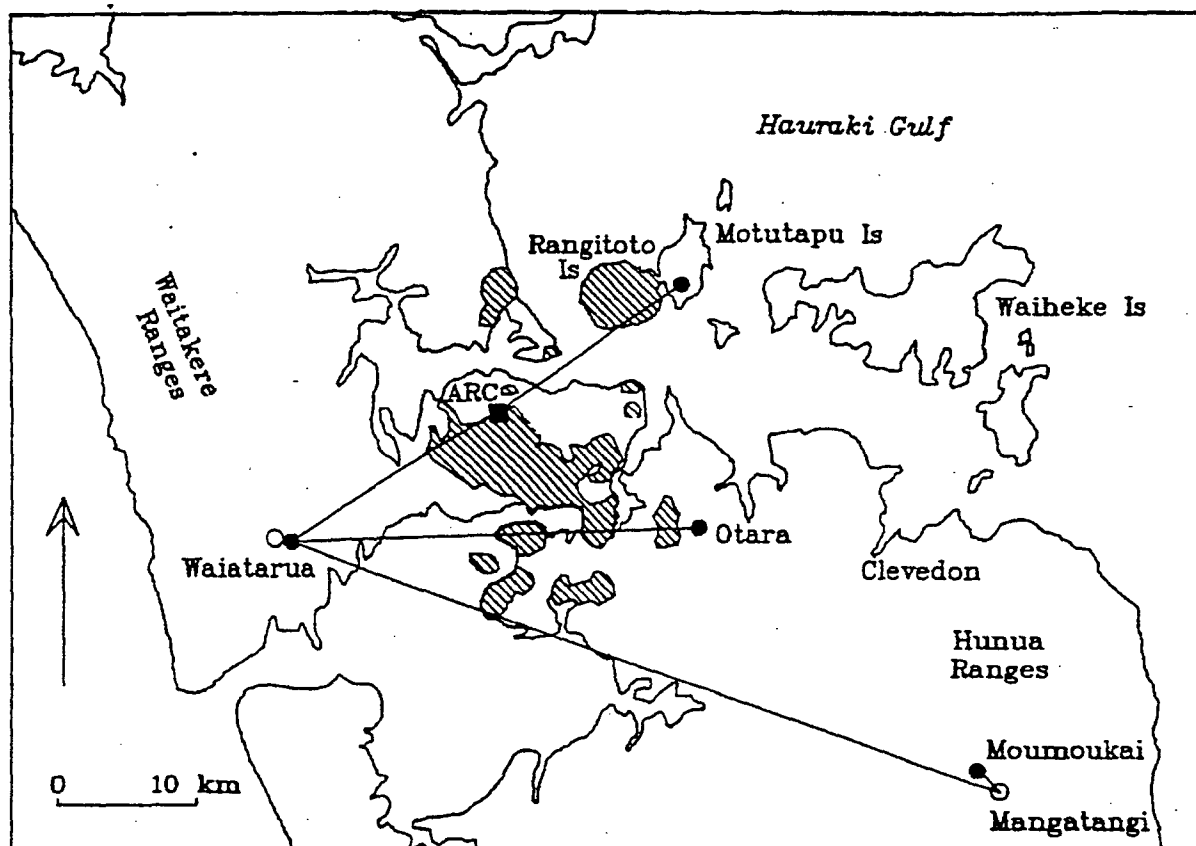 Hauraki Gulf
Motutapu Is
Rangitoto
Is
Waiheke Is
Waitakere
Ranges
ARC
Otara
Waiatarua
Clevedon
Hunua
Ranges
Moumoukai
Mangatangi
0 10 km